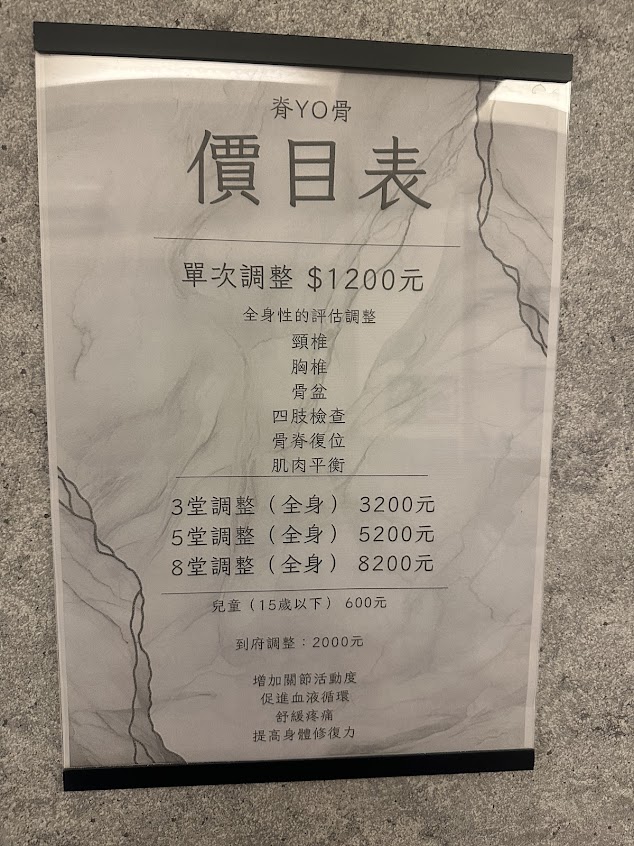 脊YO骨
價目表
單次調整 $1200元
全身性的評估調整
頸椎
胸椎
骨盆
四肢檢查
骨脊復位
肌肉平衡
3堂調整（全身） 3200元
5堂調整（全身） 5200元
8堂調整（全身） 8200元
兒童（15歲以下） 600元
到府調整：2000元
增加關節活動度
促進血液循環
舒緩疼痛
提高身體修復力